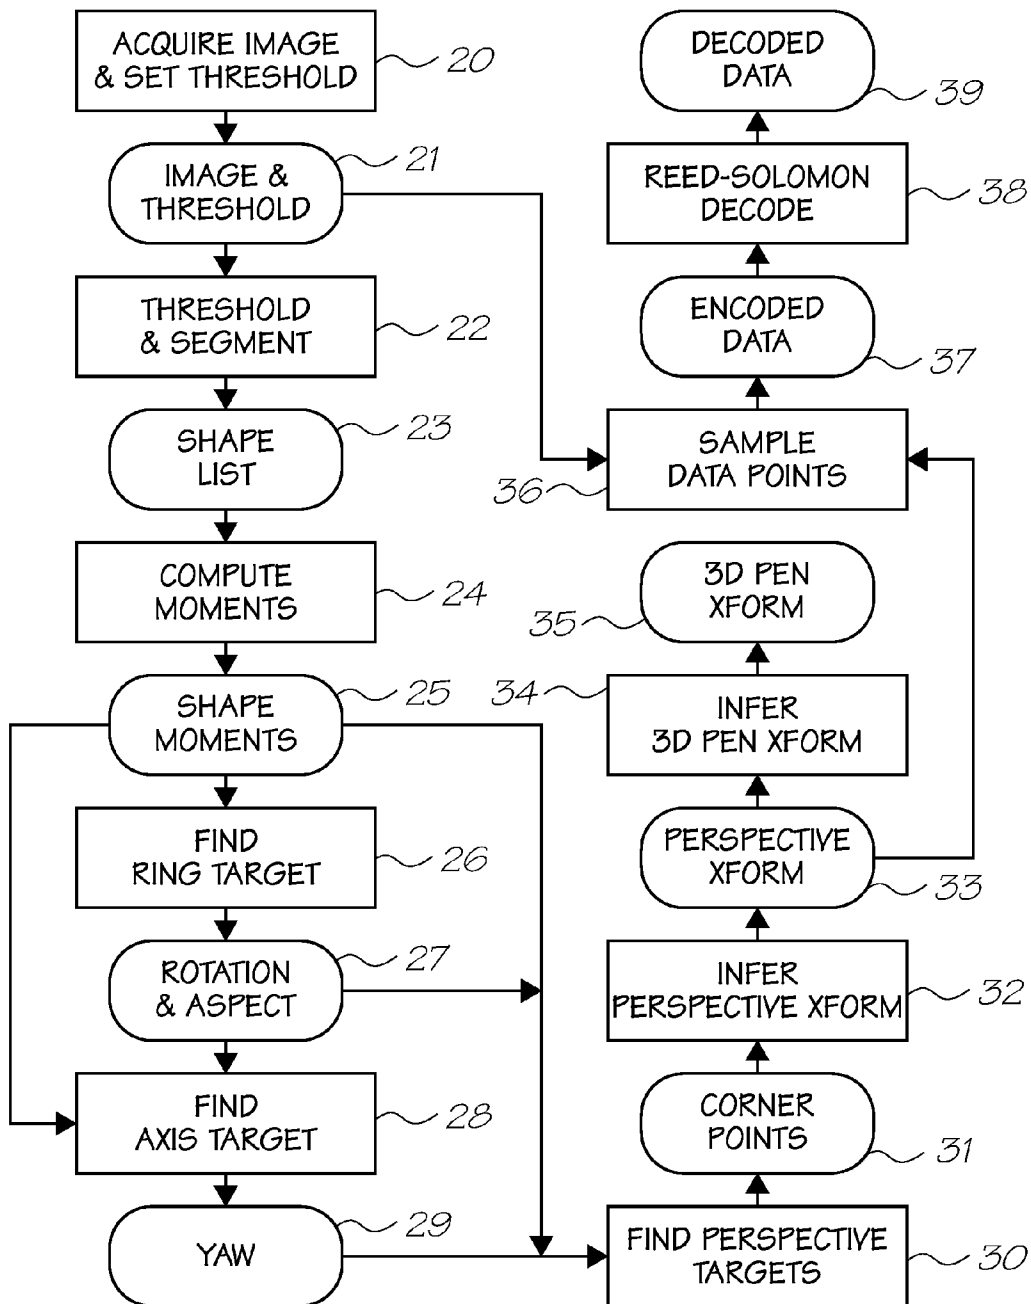 ACQUIRE IMAGE
& SET THRESHOLD
20
IMAGE &
THRESHOLD
21
THRESHOLD
& SEGMENT
22
SHAPE
LIST
23
COMPUTE
MOMENTS
24
SHAPE
MOMENTS
25
FIND
RING TARGET
26
ROTATION
& ASPECT
27
FIND
AXIS TARGET
28
YAW
29
DECODED
DATA
39
REED-SOLOMON
DECODE
38
ENCODED
DATA
37
SAMPLE
DATA POINTS
36
3D PEN
XFORM
35
INFER
3D PEN XFORM
34
PERSPECTIVE
XFORM
33
INFER
PERSPECTIVE XFORM
32
CORNER
POINTS
31
FIND PERSPECTIVE
TARGETS
30